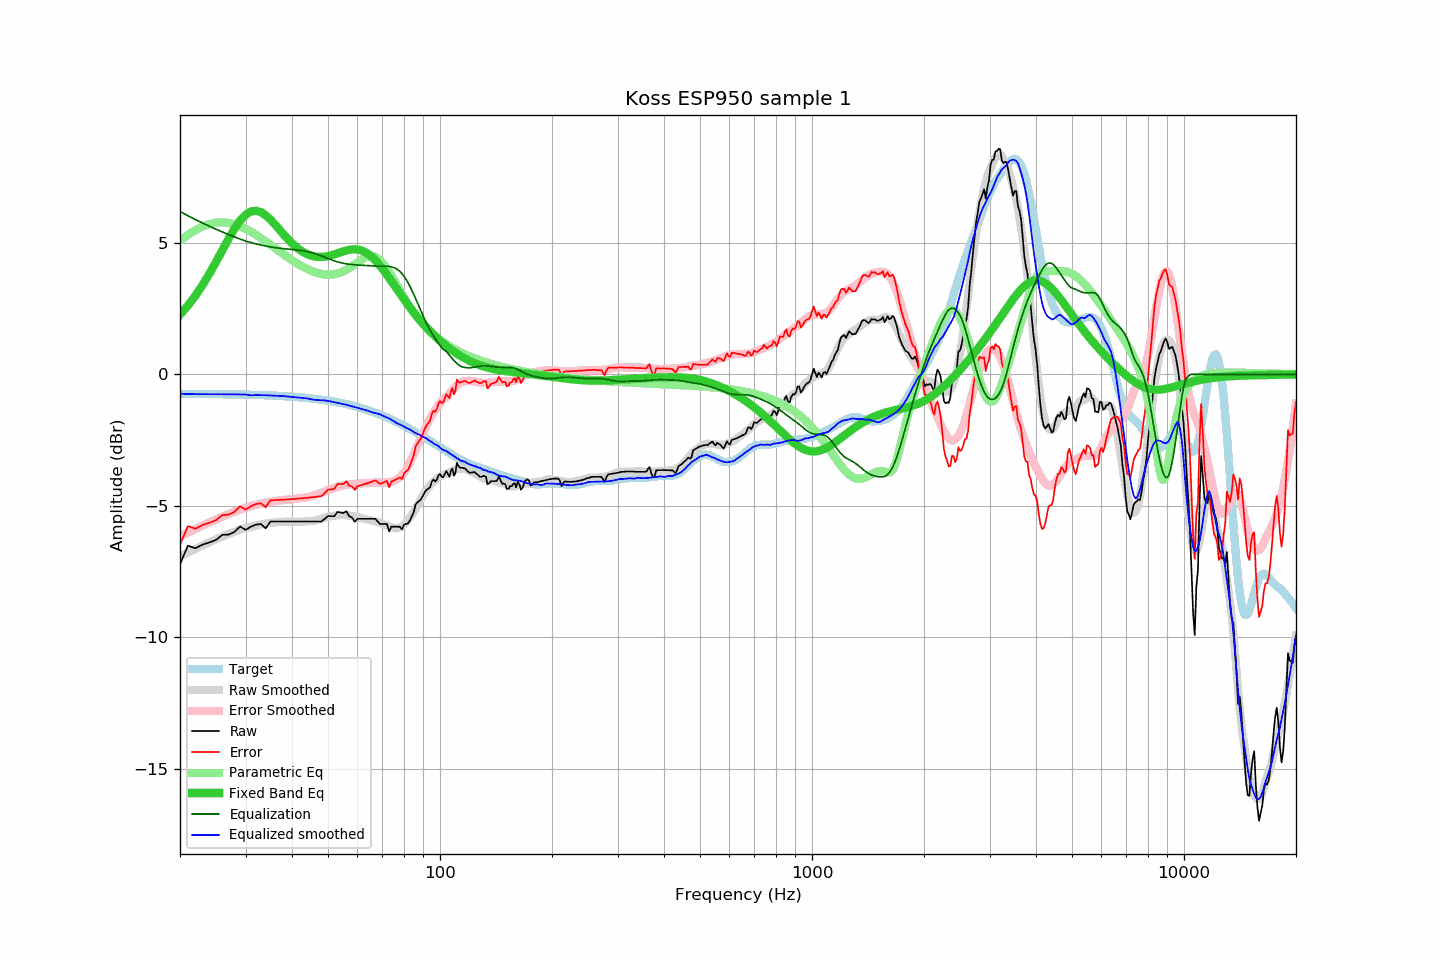 Koss ESP950 sample 1
Amplitude (dBr)
5
0
−5
−10
−15
Target
Raw Smoothed
Error Smoothed
Raw
Error
Parametric Eq
Fixed Band Eq
Equalization
Equalized smoothed
100
1000
10000
Frequency (Hz)